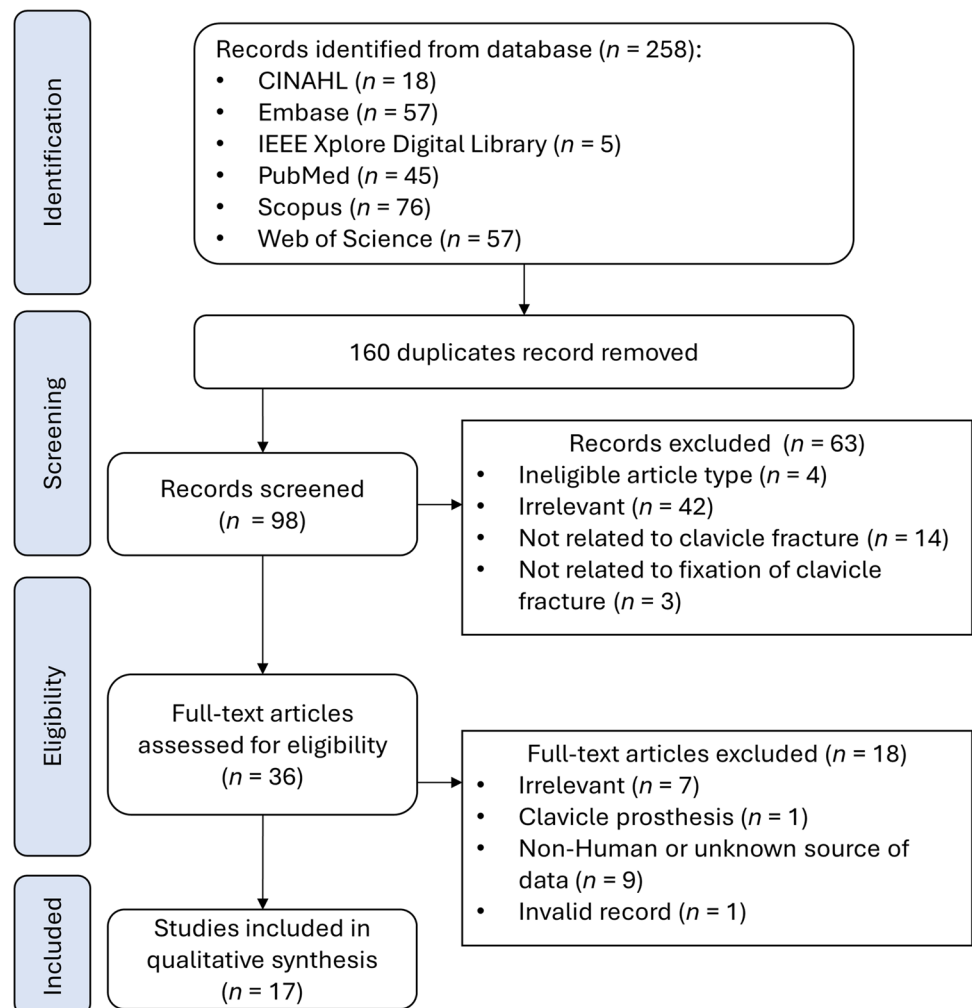 Identification
Records identified from database (n = 258):
• CINAHL (n = 18)
• Embase (n = 57)
• IEEE Xplore Digital Library (n = 5)
• PubMed (n = 45)
• Scopus (n = 76)
• Web of Science (n = 57)
Screening
160 duplicates record removed
Records screened
(n = 98)
Records excluded (n = 63)
• Ineligible article type (n = 4)
• Irrelevant (n = 42)
• Not related to clavicle fracture (n = 14)
• Not related to fixation of clavicle
fracture (n = 3)
Eligibility
Full-text articles
assessed for eligibility
(n = 36)
Full-text articles excluded (n = 18)
• Irrelevant (n = 7)
• Clavicle prosthesis (n = 1)
• Non-Human or unknown source of
data (n = 9)
• Invalid record (n = 1)
Included
Studies included in
qualitative synthesis
(n = 17)